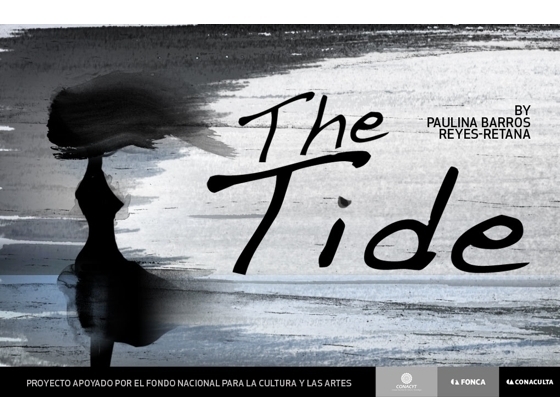 The
Tide
BY
PAULINA BARROS
REYES-RETANA
PROYECTO APOYADO POR EL FONDO NACIONAL PARA LA CULTURA Y LAS ARTES
CONACYT
FONCA
CONACULTA